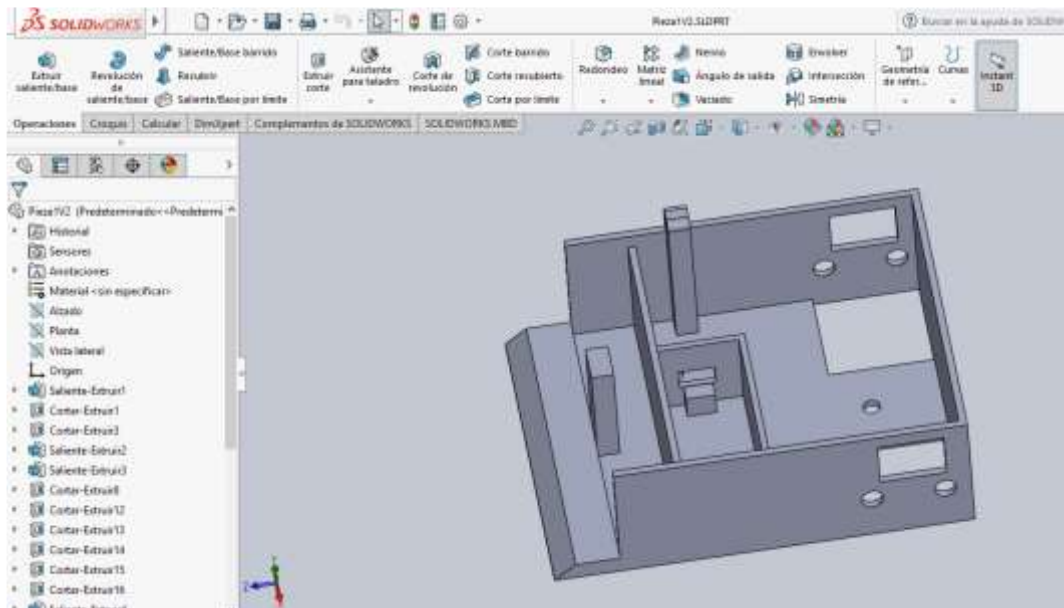 SOLIDWORKS
Pieza1V2.SLDPRT
Buscar en la ayuda de SOLIDW
Extruir saliente/base
Revolución de saliente/base
Saliente/Base barrido
Recubrir
Saliente/Base por límite
Extruir corte
Asistente para taladro
Corte de revolución
Corte barrido
Corte recubierto
Corte por límite
Redondeo
Matriz lineal
Nervio
Ángulo de salida
Vaciado
Envolver
Intersección
Simetría
Geometría de refer...
Curvas
Instant 3D
Operaciones
Croquis
Calcular
DimXpert
Complementos de SOLIDWORKS
SOLIDWORKS MBD
Pieza1V2 (Predeterminado<<Predetermi
Historial
Sensores
Anotaciones
Material <sin especificar>
Alzado
Planta
Vista lateral
Origen
Saliente-Extruir1
Cortar-Extruir1
Cortar-Extruir3
Saliente-Extruir2
Saliente-Extruir3
Cortar-Extruir8
Cortar-Extruir12
Cortar-Extruir13
Cortar-Extruir14
Cortar-Extruir15
Cortar-Extruir16